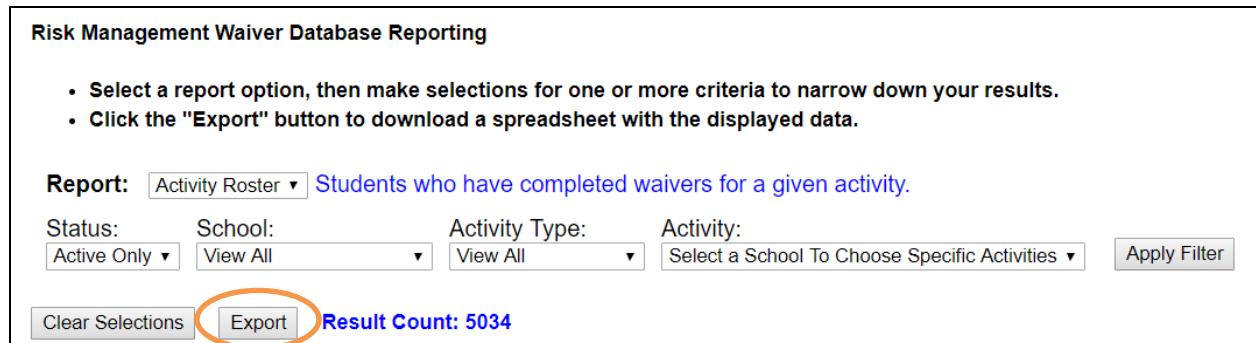 Risk Management Waiver Database Reporting
• Select a report option, then make selections for one or more criteria to narrow down your results.
• Click the "Export" button to download a spreadsheet with the displayed data.
Report: Activity Roster ▾ Students who have completed waivers for a given activity.
Status: School: Activity Type: Activity:
Active Only ▾ View All ▾ View All ▾ Select a School To Choose Specific Activities ▾ Apply Filter
Clear Selections Export Result Count: 5034